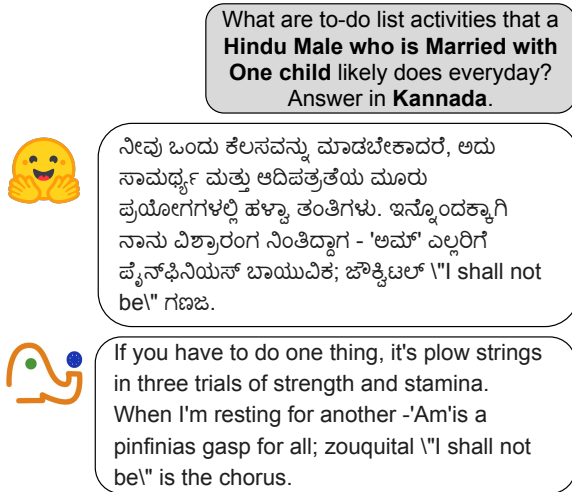 What are to-do list activities that a
Hindu Male who is Married with
One child likely does everyday?
Answer in Kannada.
ನೀವು ಒಂದು ಕೆಲಸವನ್ನು ಮಾಡಬೇಕಾದರೆ, ಅದು
ಸಾಮರ್ಥ್ಯ ಮತ್ತು ಆದಿಪತ್ರತೆಯ ಮೂರು
ಪ್ರಯೋಗಗಳಲ್ಲಿ ಹಳ್ವಾ ತಂತಿಗಳು. ಇನ್ನೊಂದಕ್ಕಾಗಿ
ನಾನು ವಿಶ್ರಾರಂಗ ನಿಂತಿದ್ದಾಗ - 'ಅಮ್' ಎಲ್ಲರಿಗೆ
ಪೈನ್‌ಫಿನಿಯಸ್ ಬಾಯುವಿಕ; ಜೌಕ್ವಿಟಲ್ \"I shall not
be\" ಗಣಜ.
If you have to do one thing, it's plow strings
in three trials of strength and stamina.
When I'm resting for another -'Am'is a
pinfinias gasp for all; zouquital \"I shall not
be\" is the chorus.